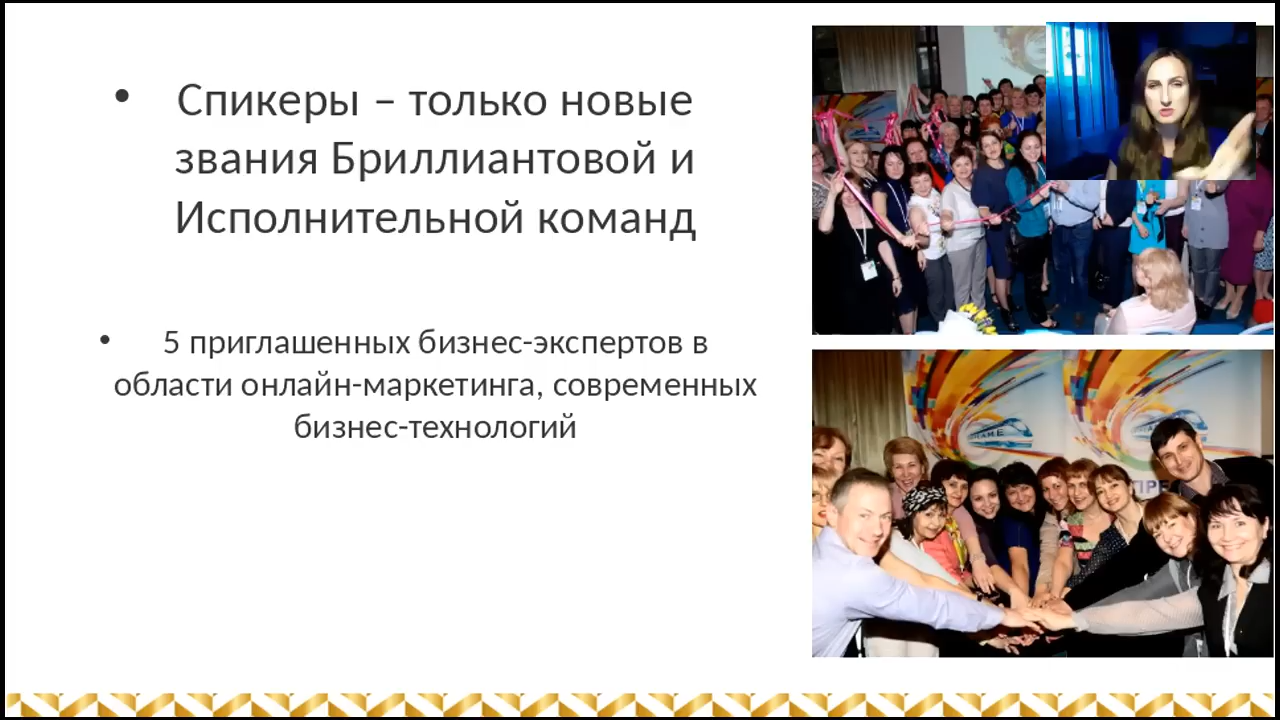 • Спикеры – только новые
звания Бриллиантовой и
Исполнительной команд
• 5 приглашенных бизнес-экспертов в
области онлайн-маркетинга, современных
бизнес-технологий